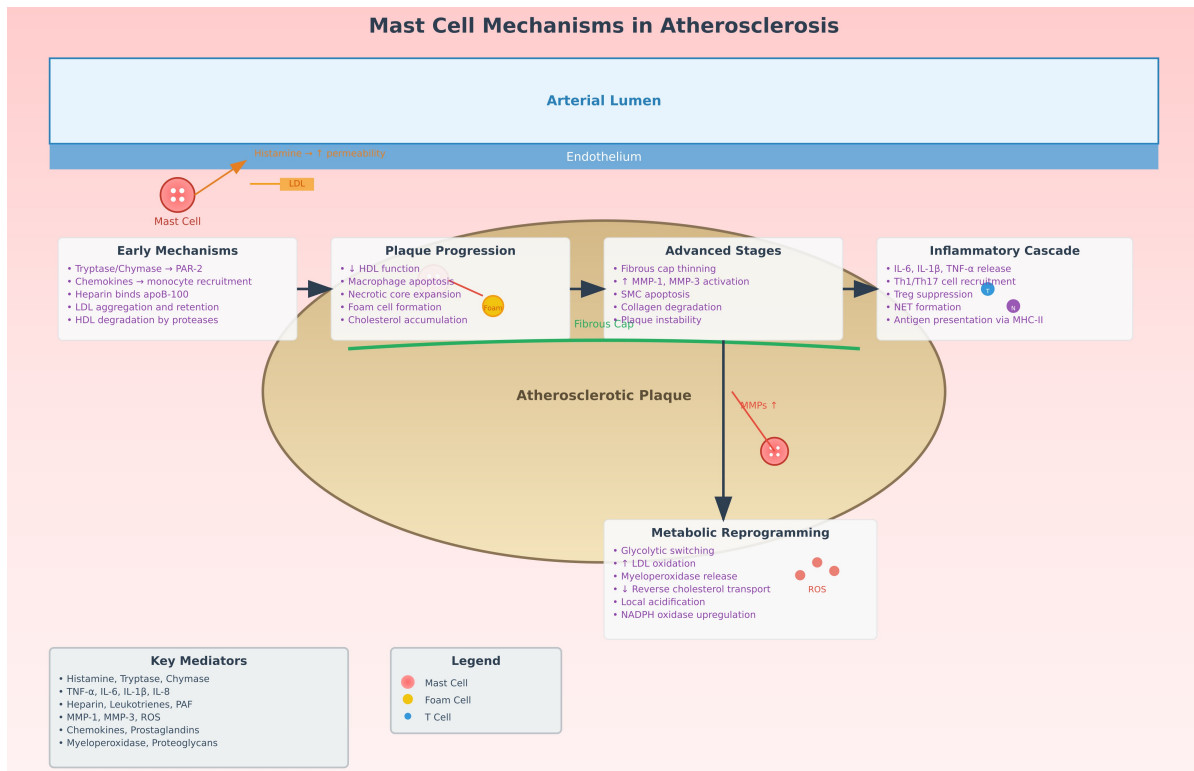 Mast Cell Mechanisms in Atherosclerosis
Arterial Lumen
Endothelium
Histamine → ↑ permeability
LDL
Mast Cell
Early Mechanisms
• Tryptase/Chymase → PAR-2
• Chemokines → monocyte recruitment
• Heparin binds apoB-100
• LDL aggregation and retention
• HDL degradation by proteases
Plaque Progression
• ↓ HDL function
• Macrophage apoptosis
• Necrotic core expansion
• Foam cell formation
• Cholesterol accumulation
Foam
Advanced Stages
• Fibrous cap thinning
• ↑ MMP-1, MMP-3 activation
• SMC apoptosis
• Collagen degradation
• Plaque instability
Fibrous Cap
Inflammatory Cascade
• IL-6, IL-1β, TNF-α release
• Th1/Th17 cell recruitment
• Treg suppression
• NET formation
• Antigen presentation via MHC-II
T
N
Atherosclerotic Plaque
MMPs ↑
Metabolic Reprogramming
• Glycolytic switching
• ↑ LDL oxidation
• Myeloperoxidase release
• ↓ Reverse cholesterol transport
• Local acidification
• NADPH oxidase upregulation
ROS
Key Mediators
• Histamine, Tryptase, Chymase
• TNF-α, IL-6, IL-1β, IL-8
• Heparin, Leukotrienes, PAF
• MMP-1, MMP-3, ROS
• Chemokines, Prostaglandins
• Myeloperoxidase, Proteoglycans
Legend
Mast Cell
Foam Cell
T Cell